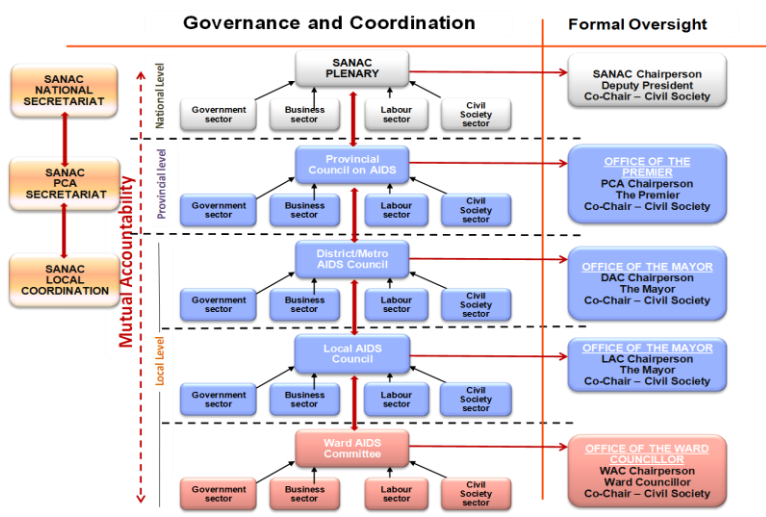 Governance and Coordination
Formal Oversight
SANAC
NATIONAL
SECRETARIAT
SANAC
PCA
SECRETARIAT
SANAC
LOCAL
COORDINATION
Mutual Accountability
National Level
SANAC
PLENARY
Government
sector
Business
sector
Labour
sector
Civil
Society
sector
SANAC Chairperson
Deputy President
Co-Chair – Civil Society
Provincial level
Provincial
Council on AIDS
Government
sector
Business
sector
Labour
sector
Civil
Society
sector
OFFICE OF THE
PREMIER
PCA Chairperson
The Premier
Co-Chair – Civil Society
Local Level
District/Metro
AIDS Council
Government
sector
Business
sector
Labour
sector
Civil
Society
sector
OFFICE OF THE MAYOR
DAC Chairperson
The Mayor
Co-Chair – Civil Society
Local AIDS
Council
Government
sector
Business
sector
Labour
sector
Civil
Society
sector
OFFICE OF THE MAYOR
LAC Chairperson
The Mayor
Co-Chair – Civil Society
Ward AIDS
Committee
Government
sector
Business
sector
Labour
sector
Civil
Society
sector
OFFICE OF THE WARD
COUNCILLOR
WAC Chairperson
Ward Councillor
Co-Chair – Civil Society